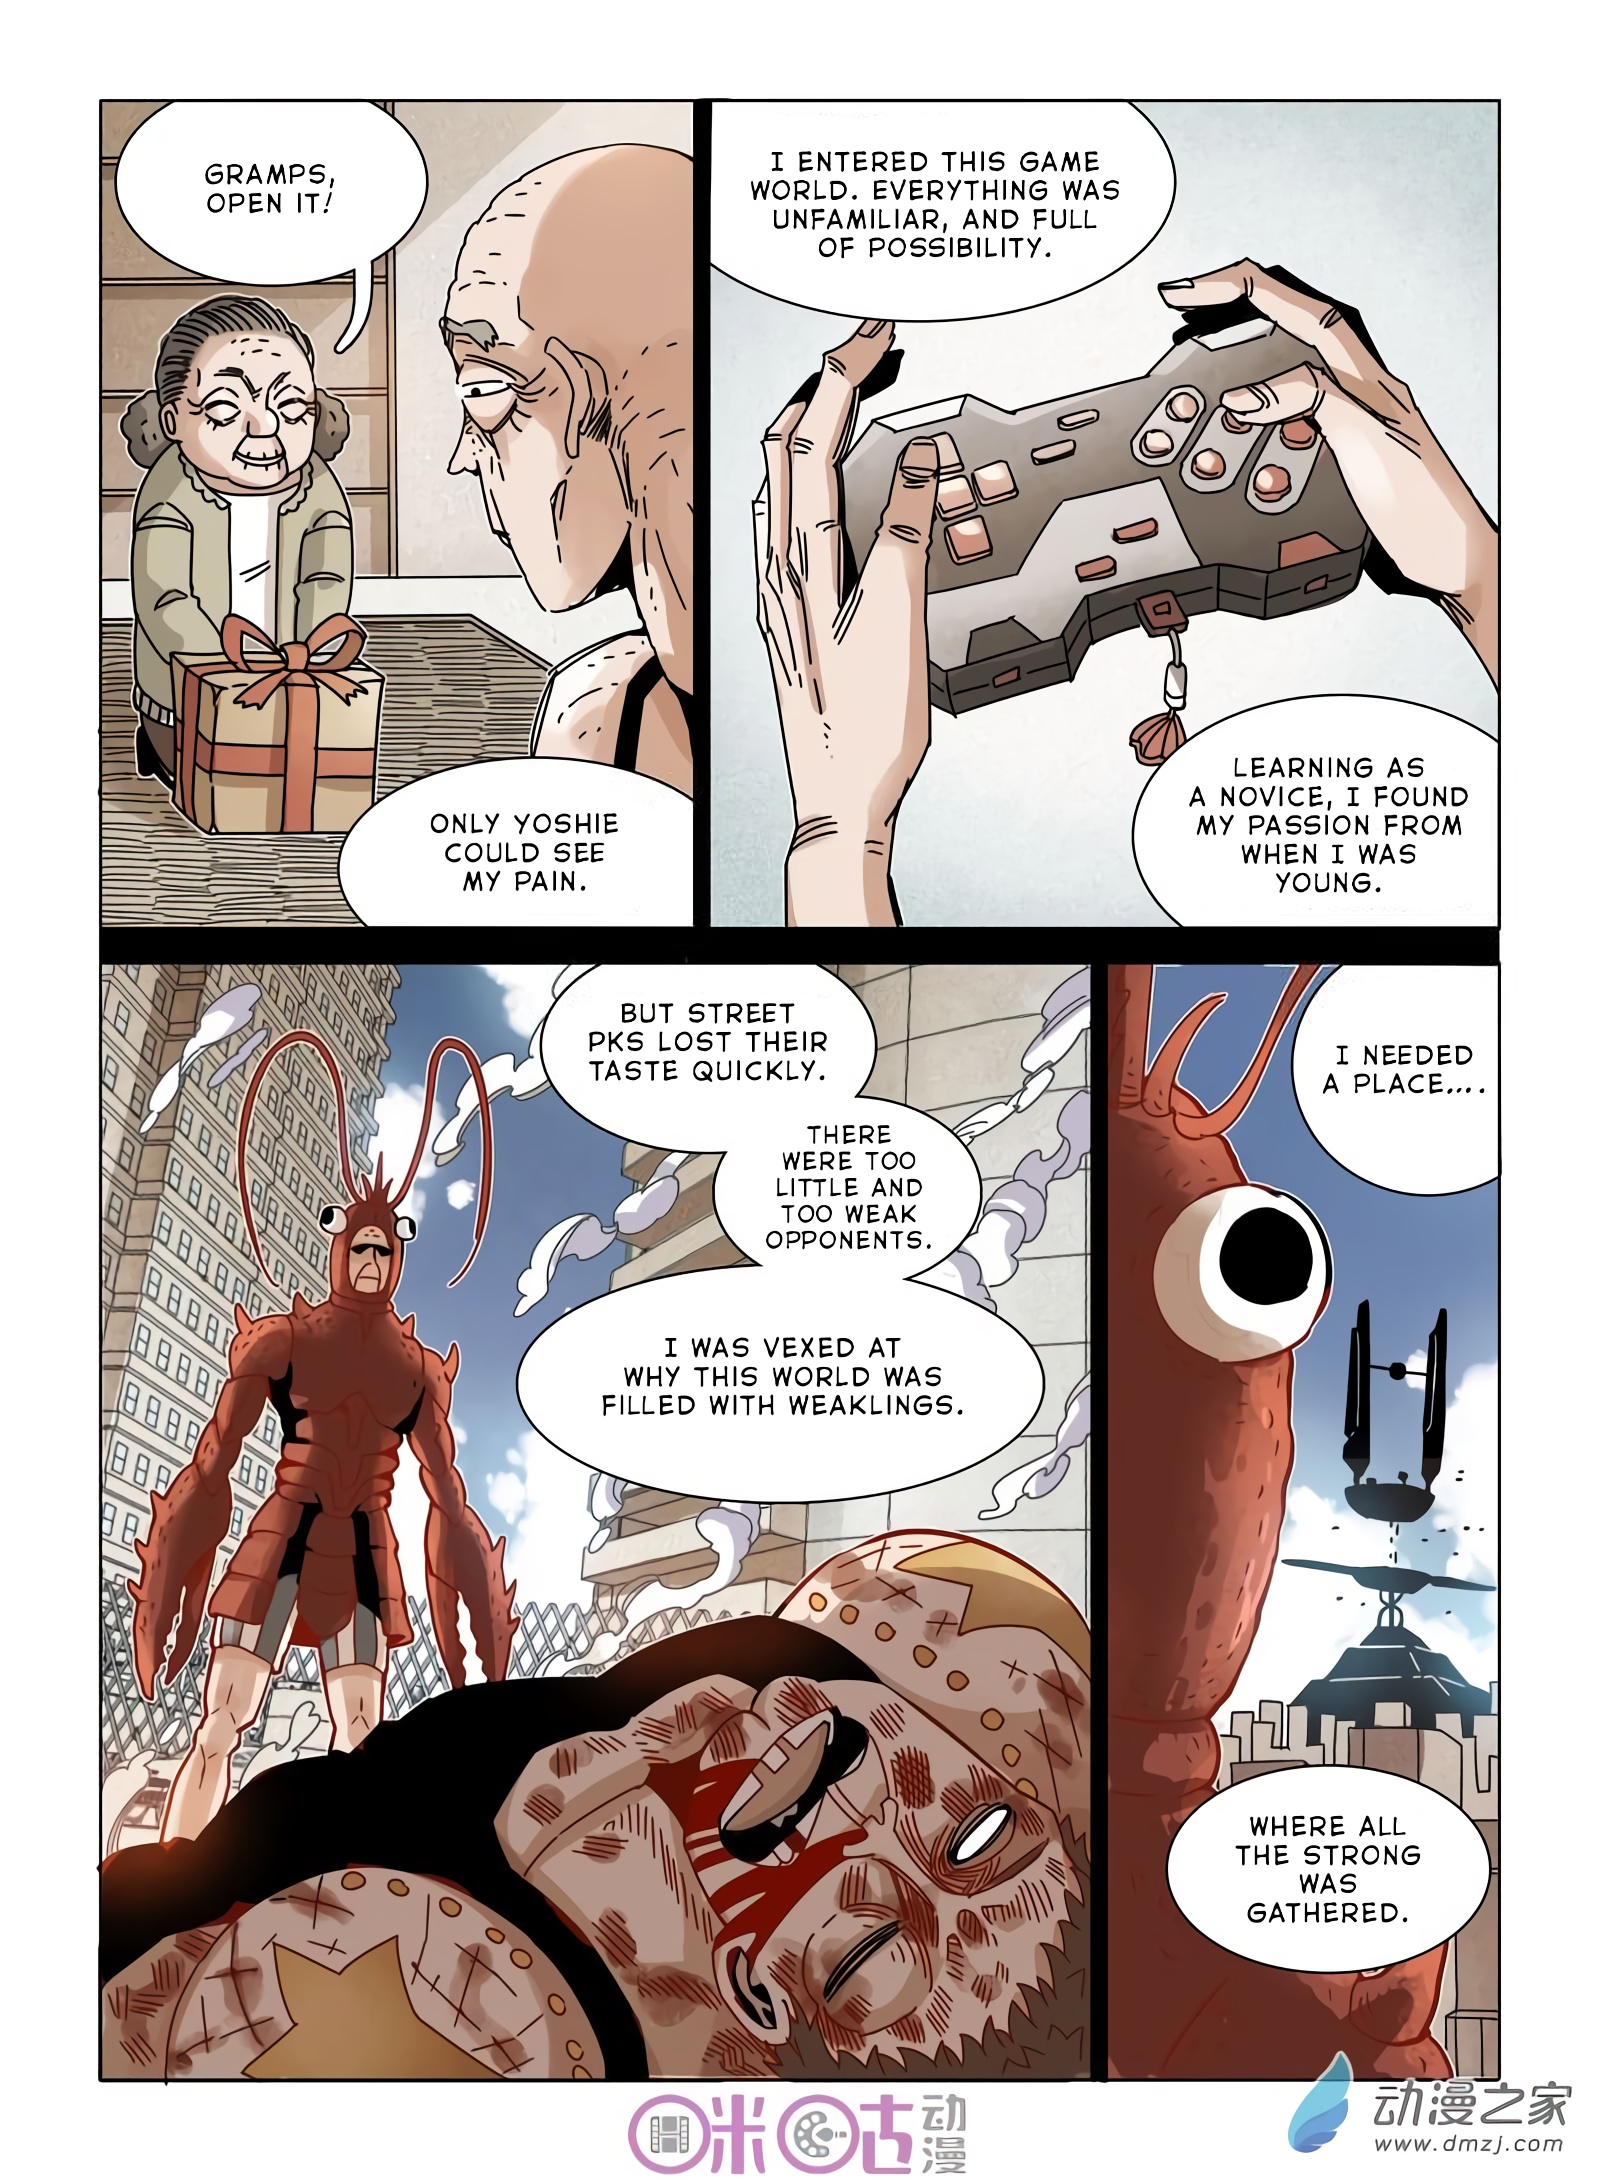 GRAMPS,
OPEN IT!
ONLY YOSHIE
COULD SEE
MY PAIN.
I ENTERED THIS GAME
WORLD. EVERYTHING WAS
UNFAMILIAR, AND FULL
OF POSSIBILITY.
LEARNING AS
A NOVICE, I FOUND
MY PASSION FROM
WHEN I WAS
YOUNG.
BUT STREET
PKS LOST THEIR
TASTE QUICKLY.
THERE
WERE TOO
LITTLE AND
TOO WEAK
OPPONENTS.
I WAS VEXED AT
WHY THIS WORLD WAS
FILLED WITH WEAKLINGS.
I NEEDED
A PLACE....
WHERE ALL
THE STRONG
WAS
GATHERED.
咪咕动漫
动漫之家
www.dmzj.com